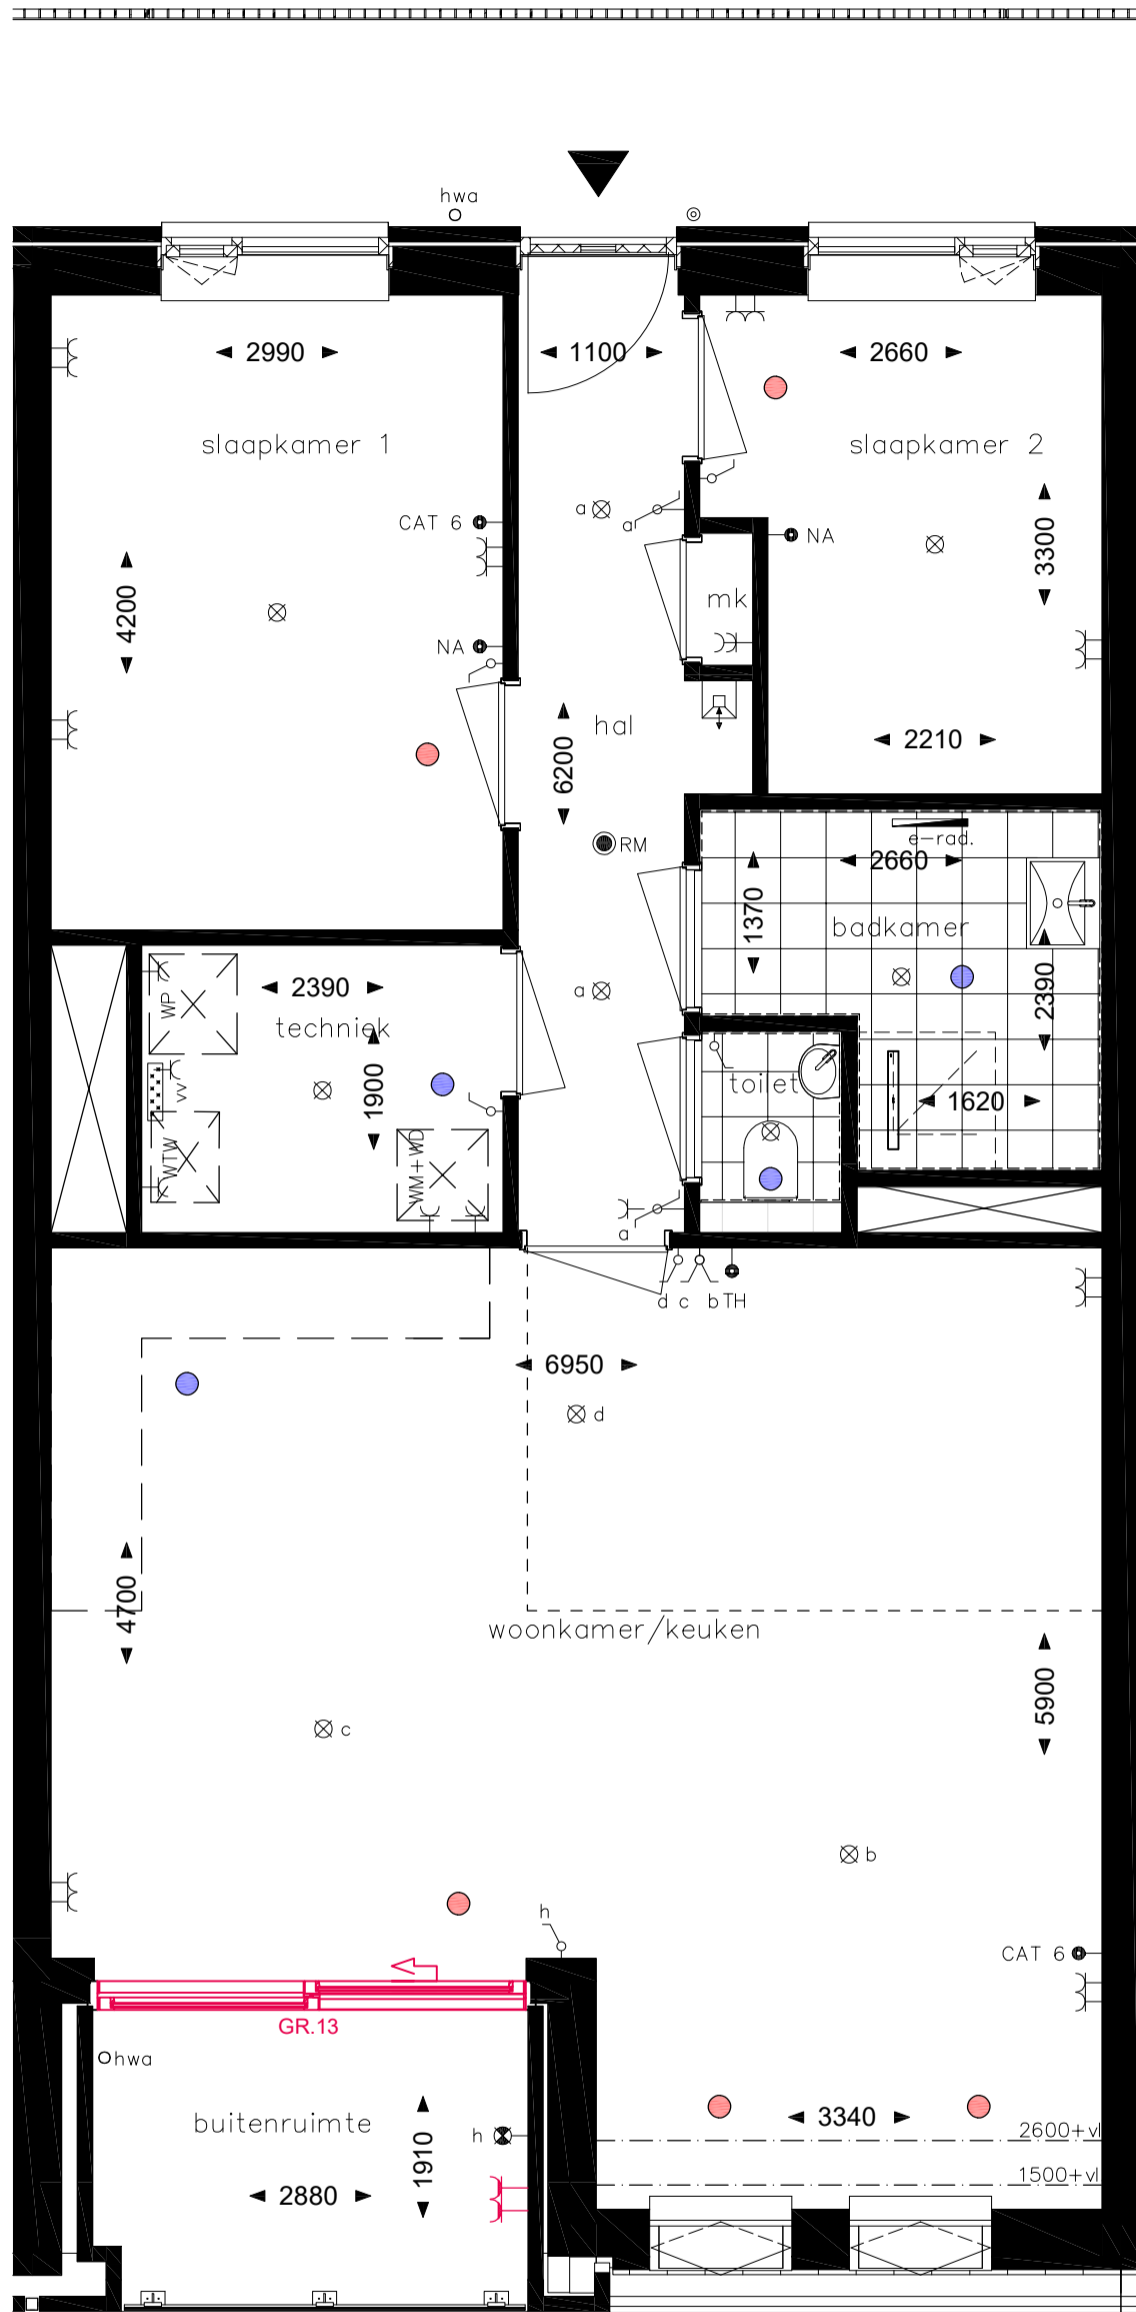 hwa
2990
1100
2660
slaapkamer 1
slaapkamer 2
CAT 6
a
a
NA
3300
4200
mk
NA
hal
6200
2210
RM
e-rad.
2660
1370
badkamer
2390
WP
2390
techniek
a
1900
VV
toilet
1620
WTW
WM+WD
a
d c b TH
6950
d
4700
woonkamer/keuken
5900
c
b
h
CAT 6
GR.13
hwa
buitenruimte
1910
h
3340
2600+vl
1500+vl
2880